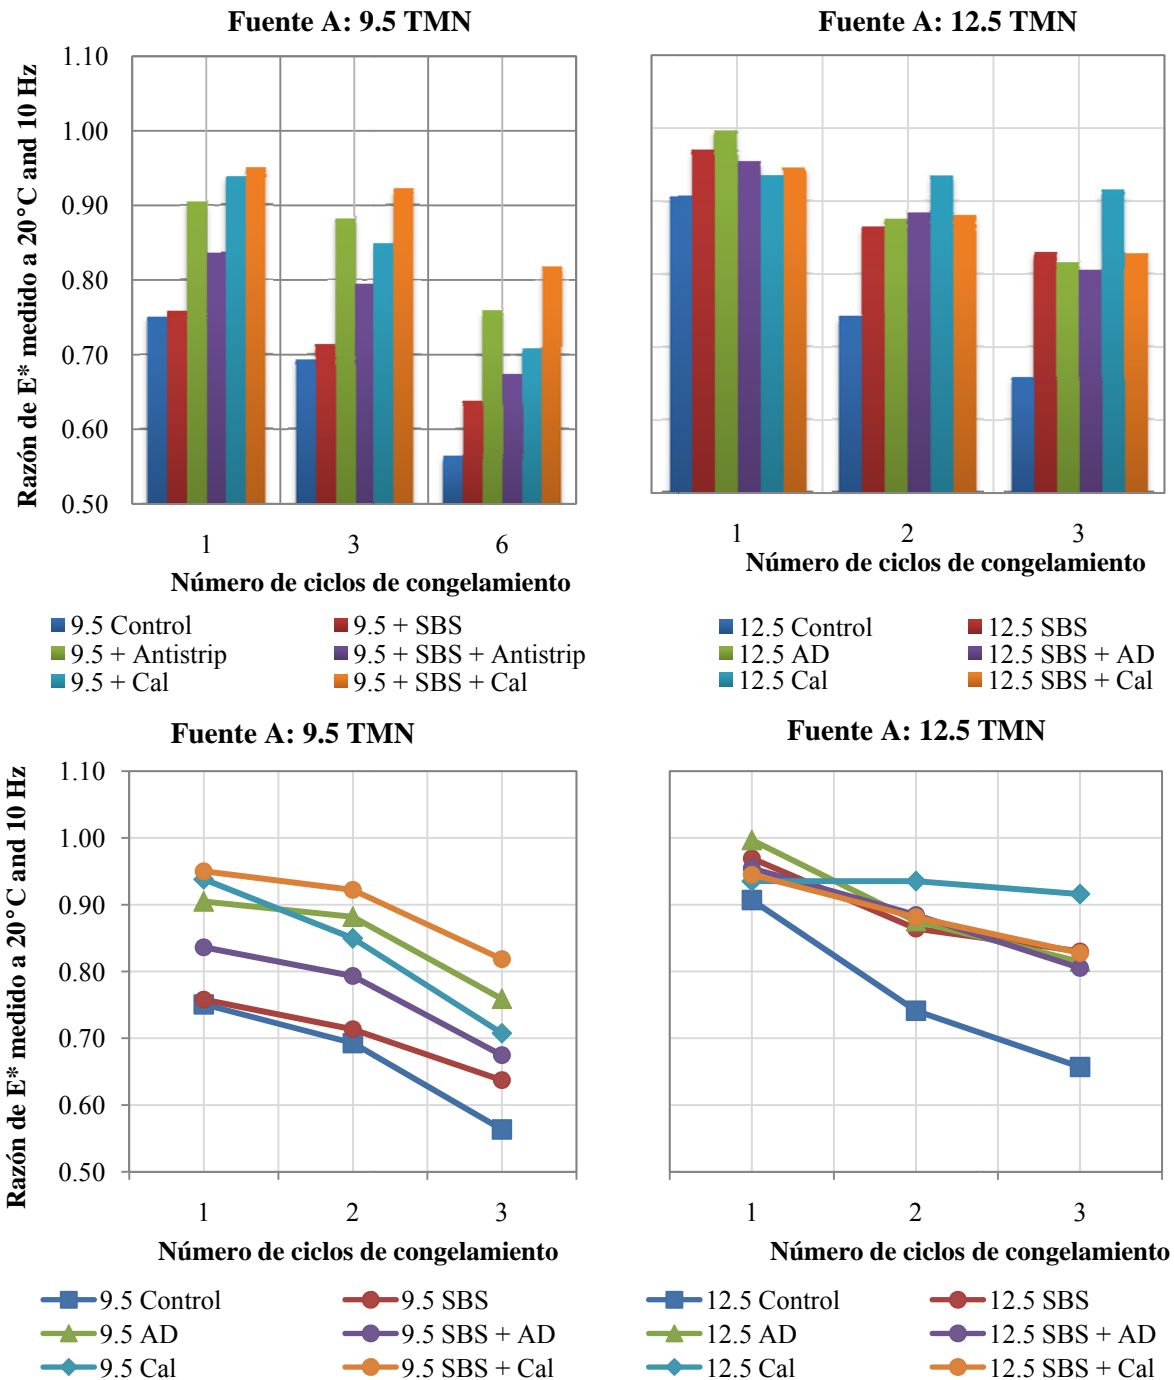 Fuente A: 9.5 TMN
Razón de E* medido a 20°C and 10 Hz
1.10
1.00
0.90
0.80
0.70
0.60
0.50
1 3 6
Número de ciclos de congelamiento
9.5 Control 9.5 + SBS
9.5 + Antistrip 9.5 + SBS + Antistrip
9.5 + Cal 9.5 + SBS + Cal
Fuente A: 12.5 TMN
1 2 3
Número de ciclos de congelamiento
12.5 Control 12.5 SBS
12.5 AD 12.5 SBS + AD
12.5 Cal 12.5 SBS + Cal
Fuente A: 9.5 TMN
Razón de E* medido a 20°C and 10 Hz
1.10
1.00
0.90
0.80
0.70
0.60
0.50
1 2 3
Número de ciclos de congelamiento
9.5 Control 9.5 SBS
9.5 AD 9.5 SBS + AD
9.5 Cal 9.5 SBS + Cal
Fuente A: 12.5 TMN
1 2 3
Número de ciclos de congelamiento
12.5 Control 12.5 SBS
12.5 AD 12.5 SBS + AD
12.5 Cal 12.5 SBS + Cal